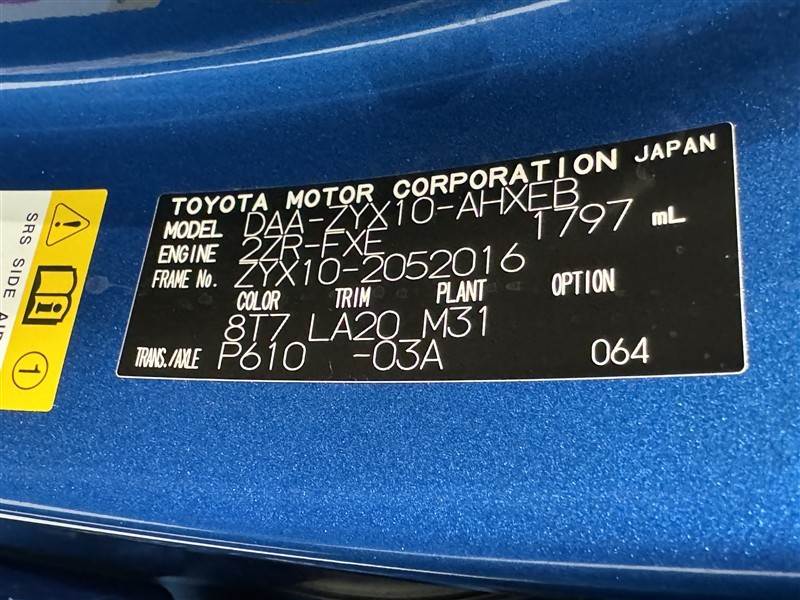 TOYOTA MOTOR CORPORATION JAPAN
MODEL DAA-ZYX10-AHXEB
ENGINE 2ZR-FXE 1797 mL
FRAME No. ZYX10-2052016
COLOR TRIM PLANT OPTION
8T7 LA20 M31
TRANS./AXLE P610 -03A 064
SRS SIDE
1